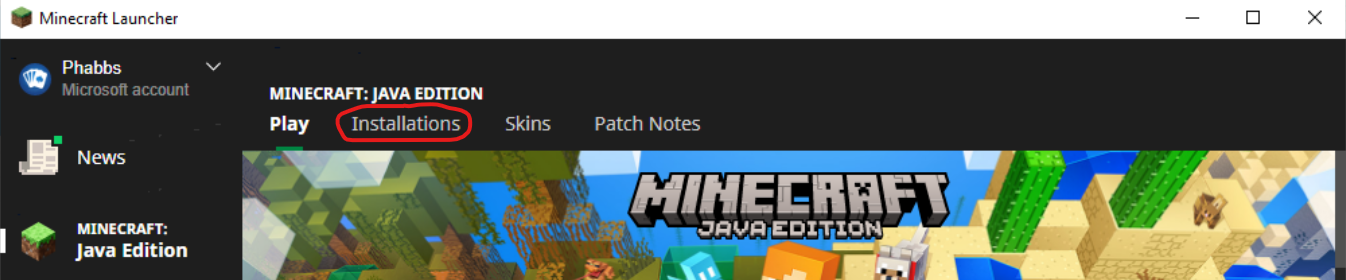 Minecraft Launcher
Phabbs
Microsoft account
MINECRAFT: JAVA EDITION
Play Installations Skins Patch Notes
News
MINECRAFT
JAVA EDITION
MINECRAFT:
Java Edition